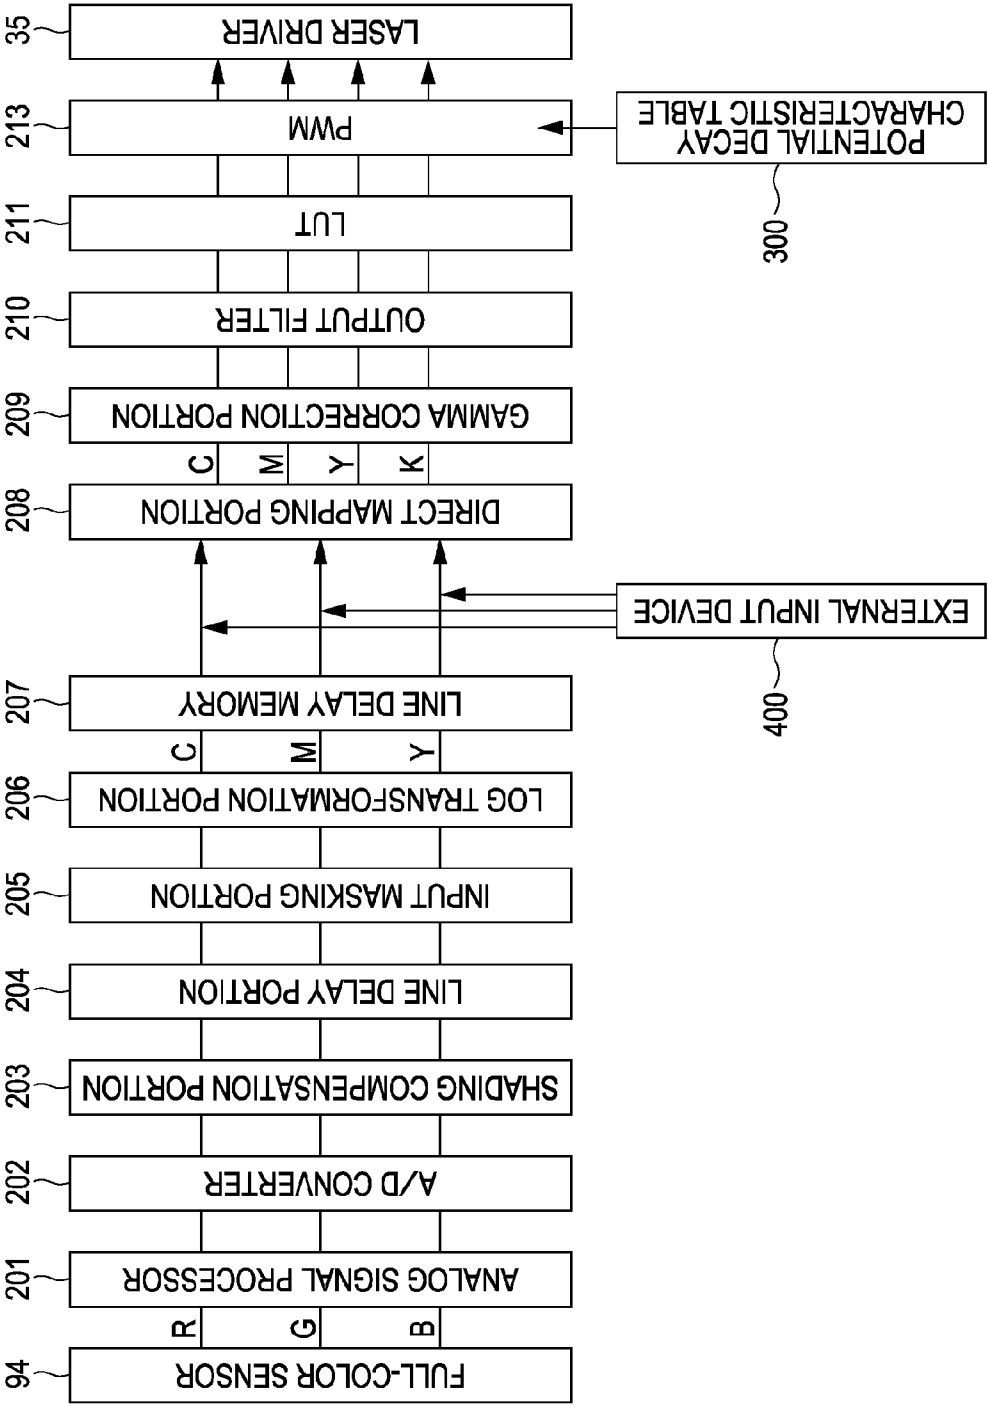 94
FULL-COLOR SENSOR
R
G
B
201
ANALOG SIGNAL PROCESSOR
202
A/D CONVERTER
203
SHADING COMPENSATION PORTION
204
LINE DELAY PORTION
205
INPUT MASKING PORTION
206
LOG TRANSFORMATION PORTION
C
M
Y
207
LINE DELAY MEMORY
400
EXTERNAL INPUT DEVICE
208
DIRECT MAPPING PORTION
C
M
Y
K
209
GAMMA CORRECTION PORTION
210
OUTPUT FILTER
211
LUT
300
POTENTIAL DECAY
CHARACTERISTIC TABLE
213
PWM
35
LASER DRIVER